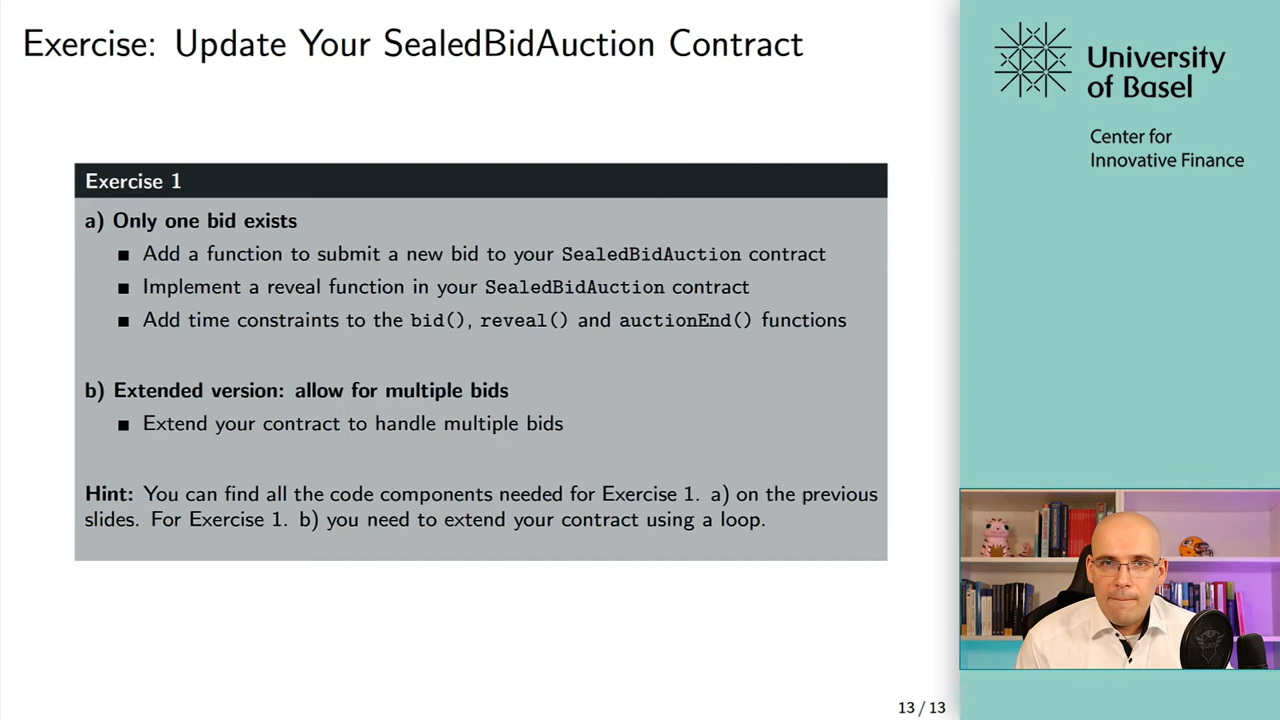 Exercise: Update Your SealedBidAuction Contract
Exercise 1
a) Only one bid exists
■ Add a function to submit a new bid to your SealedBidAuction contract
■ Implement a reveal function in your SealedBidAuction contract
■ Add time constraints to the bid(), reveal() and auctionEnd() functions
b) Extended version: allow for multiple bids
■ Extend your contract to handle multiple bids
Hint: You can find all the code components needed for Exercise 1. a) on the previous
slides. For Exercise 1. b) you need to extend your contract using a loop.
13 / 13
University
of Basel
Center for
Innovative Finance